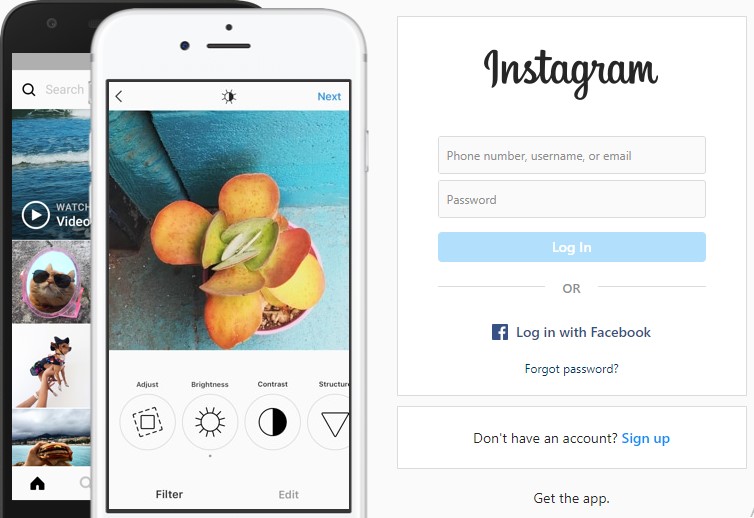 Search
WATCH
Video
Next
Adjust
Brightness
Contrast
Structure
Filter
Edit
Instagram
Phone number, username, or email
Password
Log In
OR
Log in with Facebook
Forgot password?
Don't have an account? Sign up
Get the app.